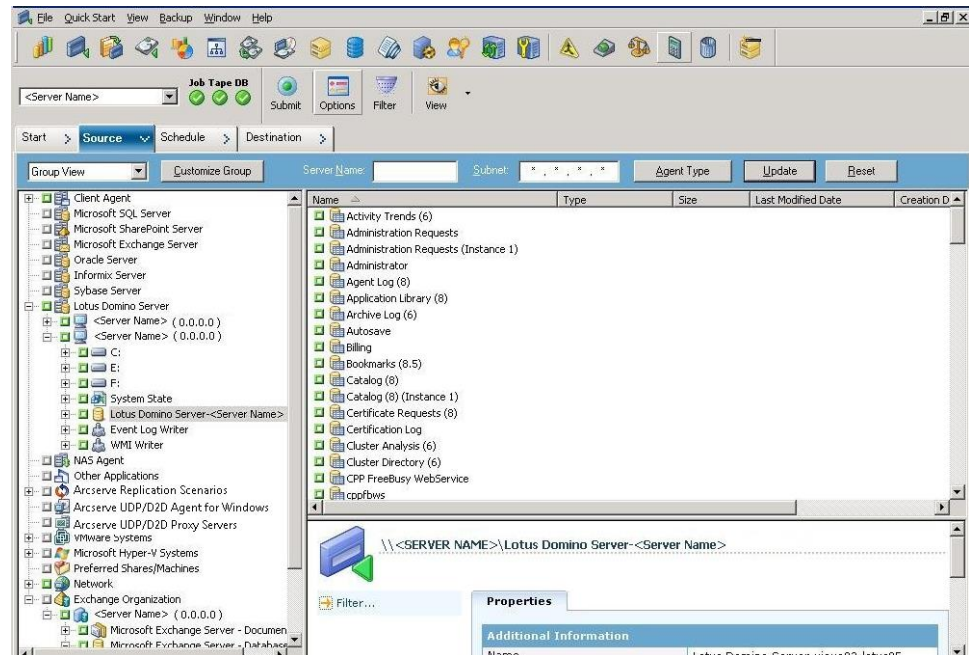 File Quick Start View Backup Window Help
<Server Name>
Job Tape DB
Submit Options Filter View
Start Source Schedule Destination
Group View Customize Group Server Name: Subnet: * . * . * . * Agent Type Update Reset
Client Agent
Microsoft SQL Server
Microsoft SharePoint Server
Microsoft Exchange Server
Oracle Server
Informix Server
Sybase Server
Lotus Domino Server
<Server Name> ( 0.0.0.0 )
<Server Name> ( 0.0.0.0 )
C:
E:
F:
System State
Lotus Domino Server-<Server Name>
Event Log Writer
WMI Writer
NAS Agent
Other Applications
Arcserve Replication Scenarios
Arcserve UDP/D2D Agent for Windows
Arcserve UDP/D2D Proxy Servers
VMware Systems
Microsoft Hyper-V Systems
Preferred Shares/Machines
Network
Exchange Organization
<Server Name> ( 0.0.0.0 )
Microsoft Exchange Server - Documen
Microsoft Exchange Server - Database
Name Type Size Last Modified Date Creation D
Activity Trends (6)
Administration Requests
Administration Requests (Instance 1)
Administrator
Agent Log (8)
Application Library (8)
Archive Log (6)
Autosave
Billing
Bookmarks (8.5)
Catalog (8)
Catalog (8) (Instance 1)
Certificate Requests (8)
Certification Log
Cluster Analysis (6)
Cluster Directory (6)
CPP FreeBusy WebService
cppfbws
\\<SERVER NAME>\Lotus Domino Server-<Server Name>
Filter...
Properties
Additional Information
Name